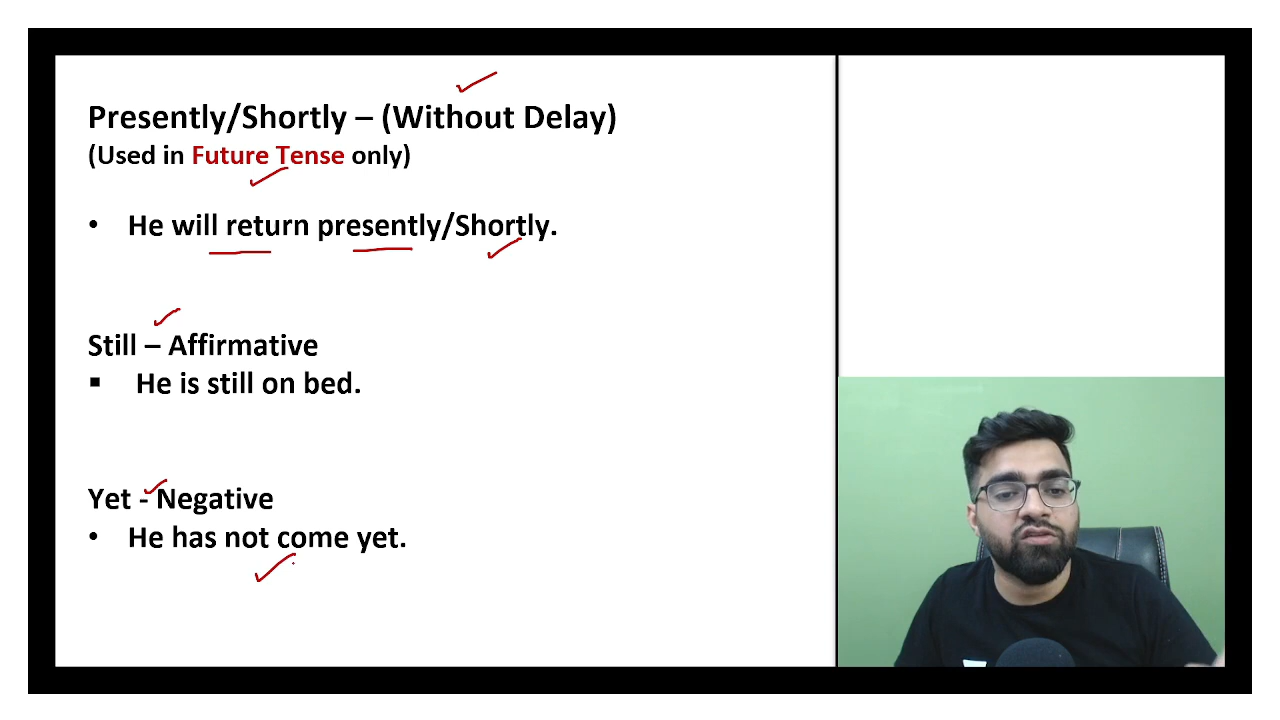 Presently/Shortly – (Without Delay)
(Used in Future Tense only)
• He will return presently/Shortly.
Still – Affirmative
▪ He is still on bed.
Yet - Negative
• He has not come yet.